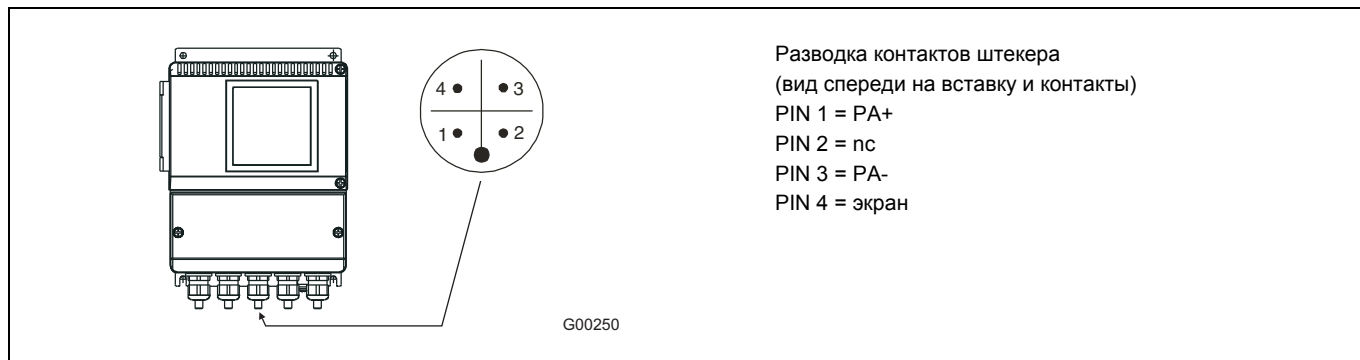 4
3
1
2
G00250
Разводка контактов штекера
(вид спереди на вставку и контакты)
PIN 1 = PA+
PIN 2 = nc
PIN 3 = PA-
PIN 4 = экран